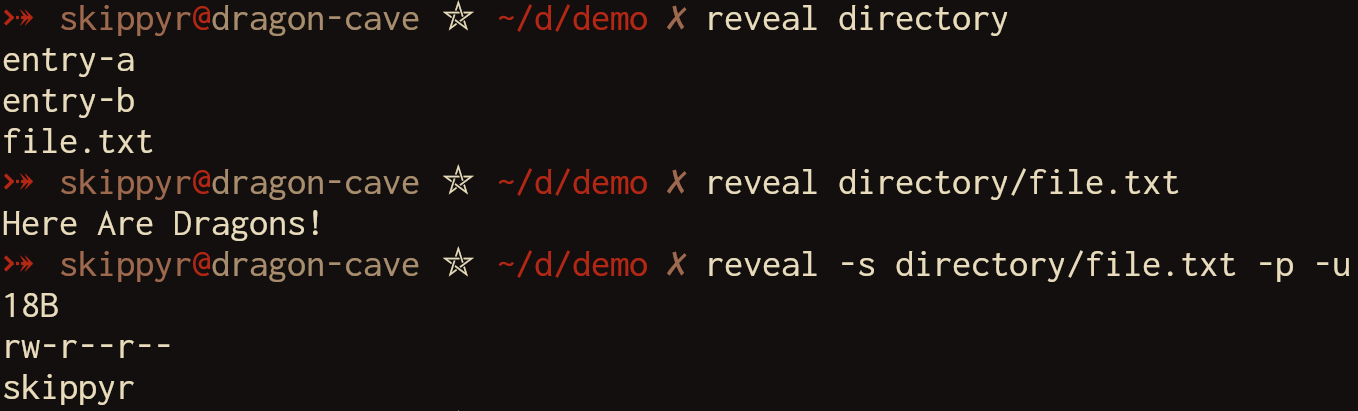 skippyr@dragon-cave ☆ ~/d/demo ✗ reveal directory
entry-a
entry-b
file.txt
skippyr@dragon-cave ☆ ~/d/demo ✗ reveal directory/file.txt
Here Are Dragons!
skippyr@dragon-cave ☆ ~/d/demo ✗ reveal -s directory/file.txt -p -u
18B
rw-r--r--
skippyr